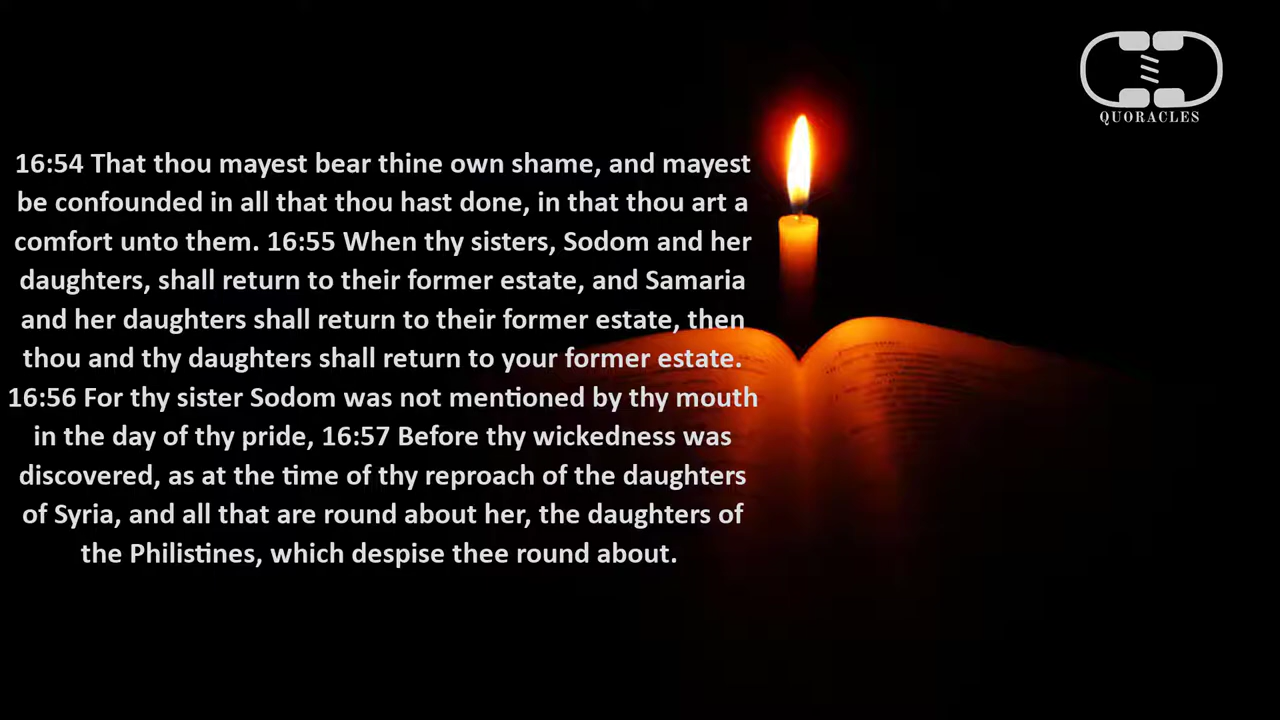 QUORACLES
16:54 That thou mayest bear thine own shame, and mayest
be confounded in all that thou hast done, in that thou art a
comfort unto them. 16:55 When thy sisters, Sodom and her
daughters, shall return to their former estate, and Samaria
and her daughters shall return to their former estate, then
thou and thy daughters shall return to your former estate.
16:56 For thy sister Sodom was not mentioned by thy mouth
in the day of thy pride, 16:57 Before thy wickedness was
discovered, as at the time of thy reproach of the daughters
of Syria, and all that are round about her, the daughters of
the Philistines, which despise thee round about.